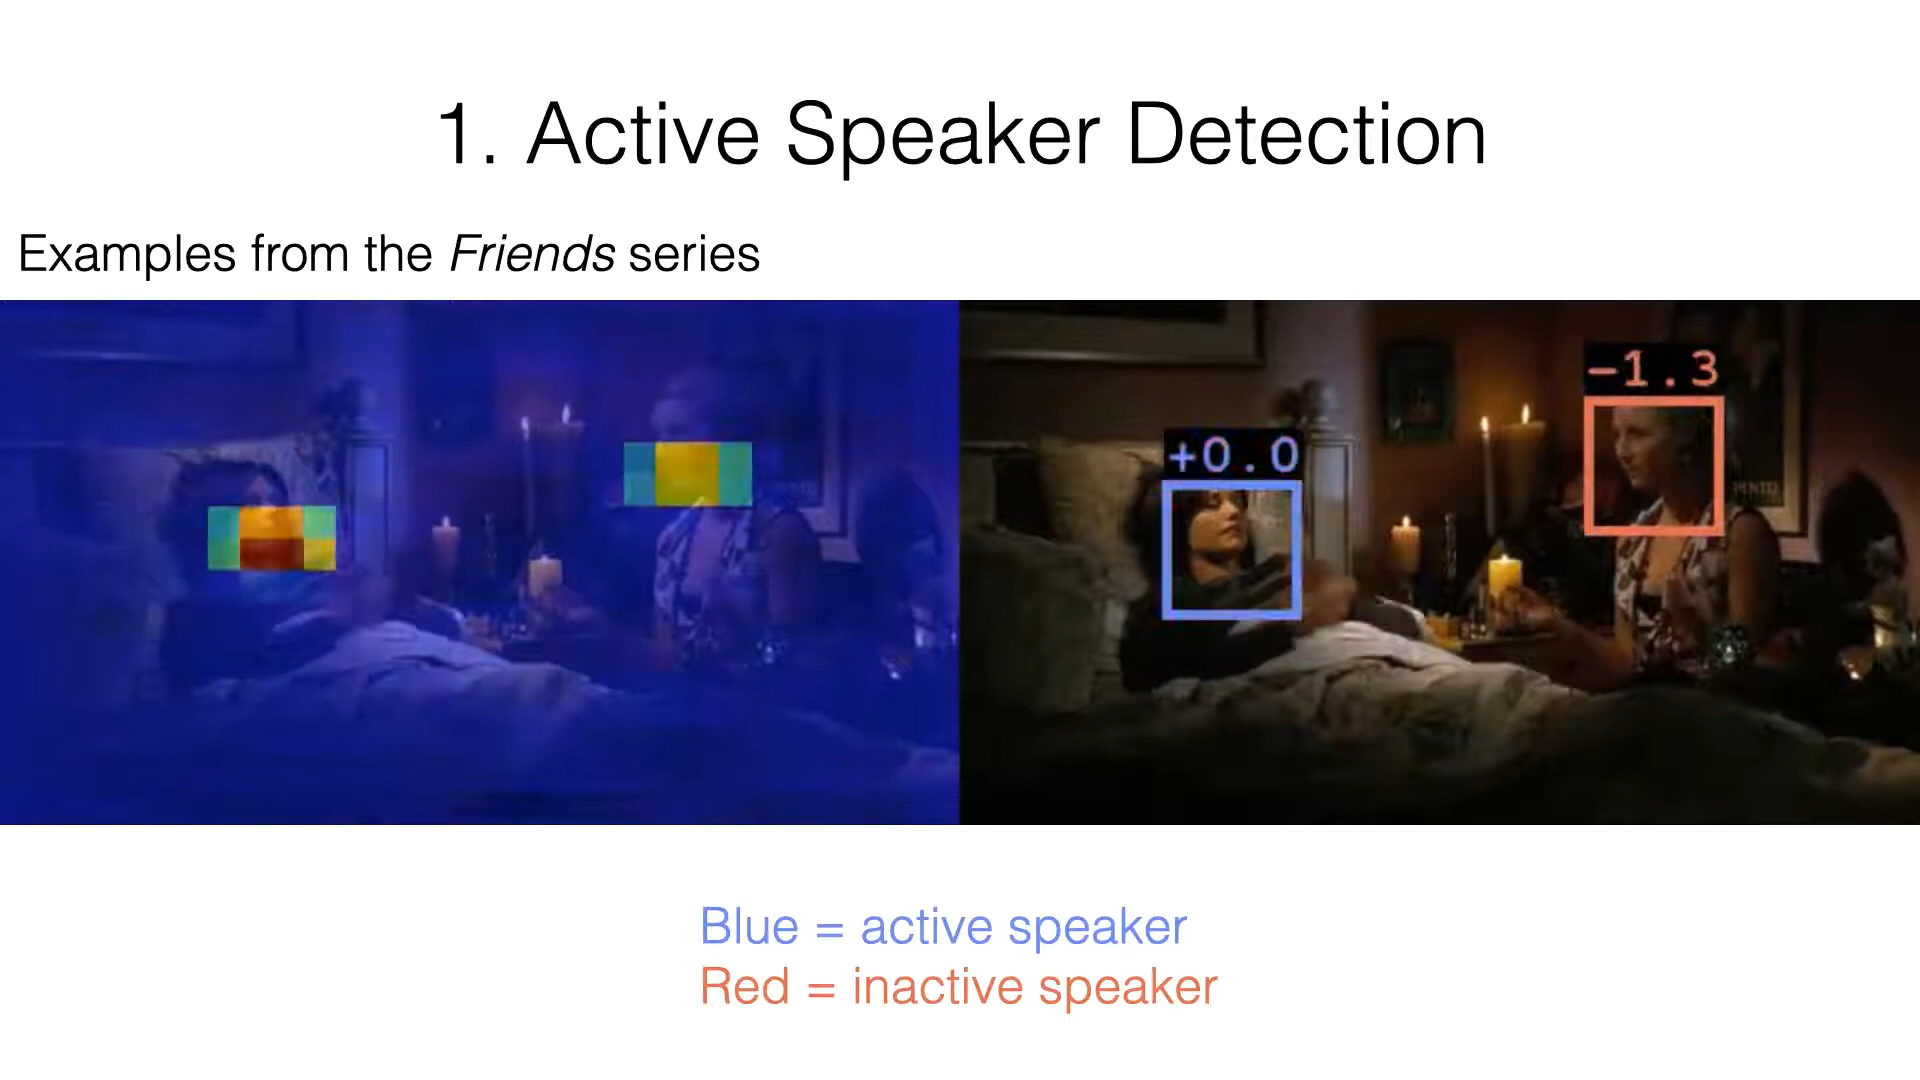 1. Active Speaker Detection
Examples from the Friends series
-1.3
+0.0
Blue = active speaker
Red = inactive speaker